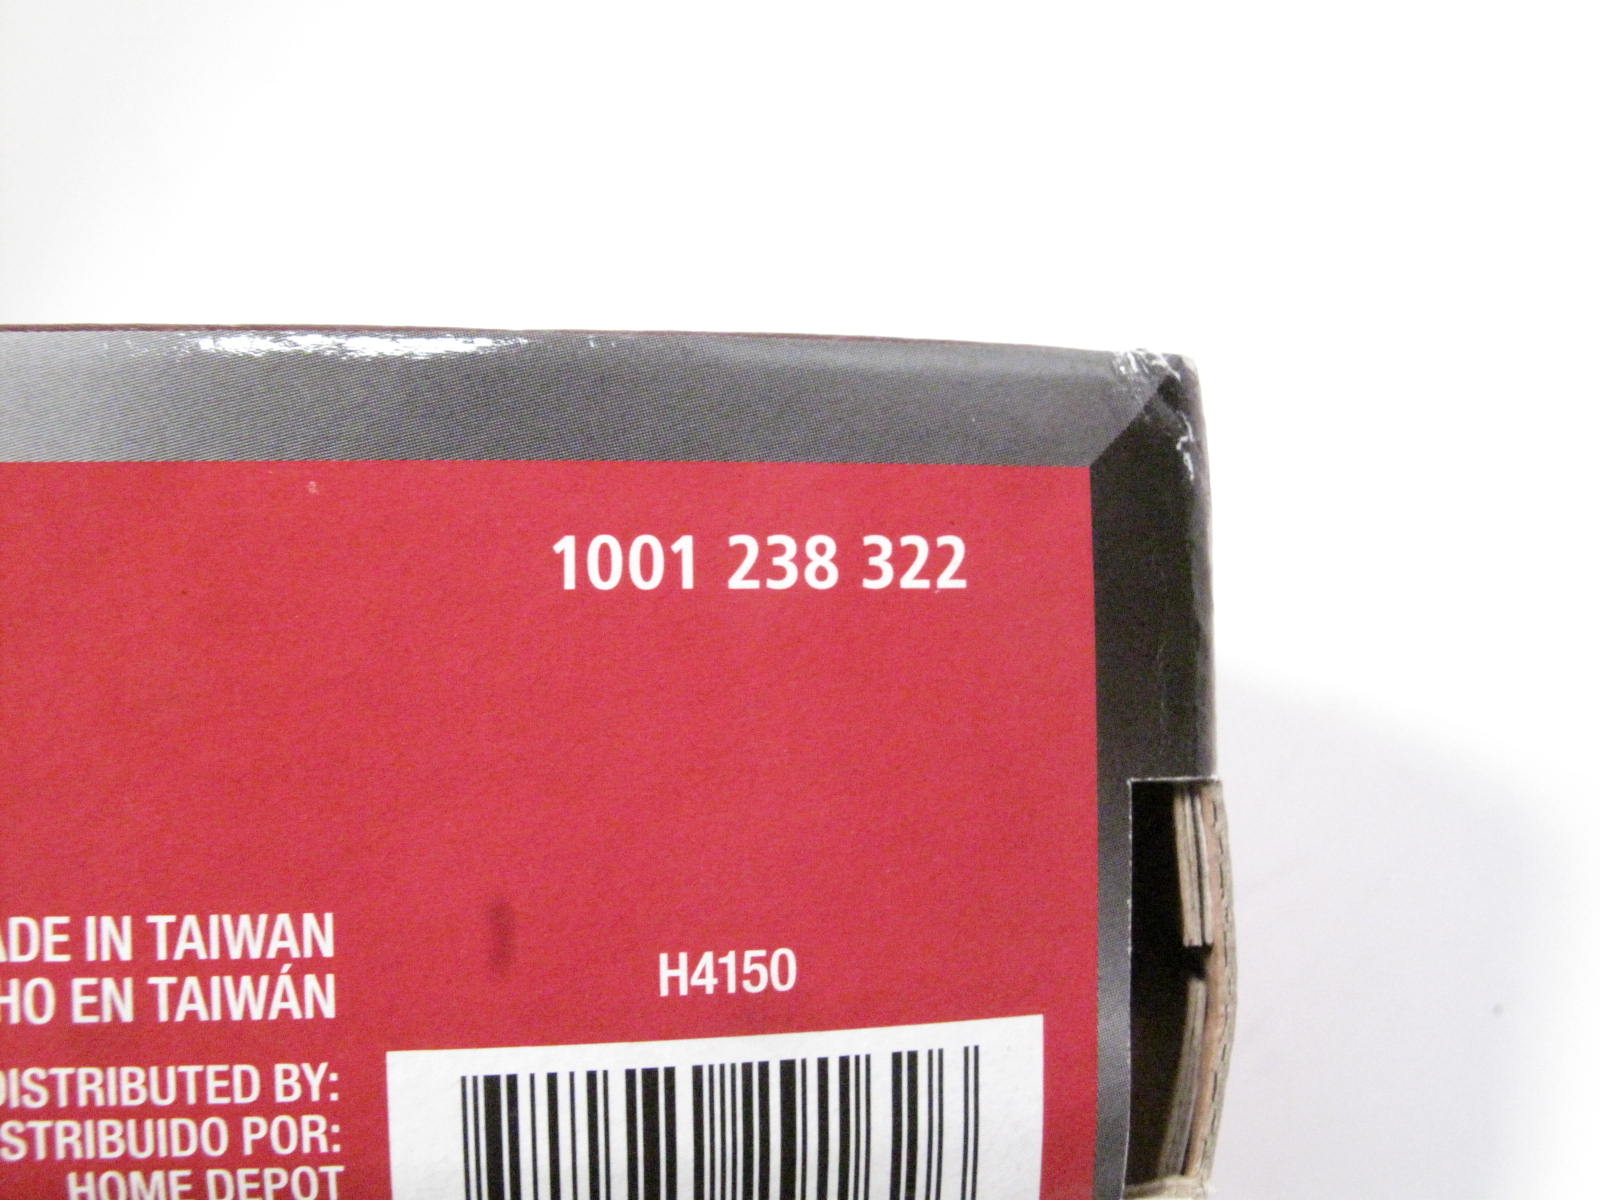 1001 238 322
ADE IN TAIWAN
HO EN TAIWÁN
H4150
DISTRIBUTED BY:
STRIBUIDO POR:
HOME DEPOT